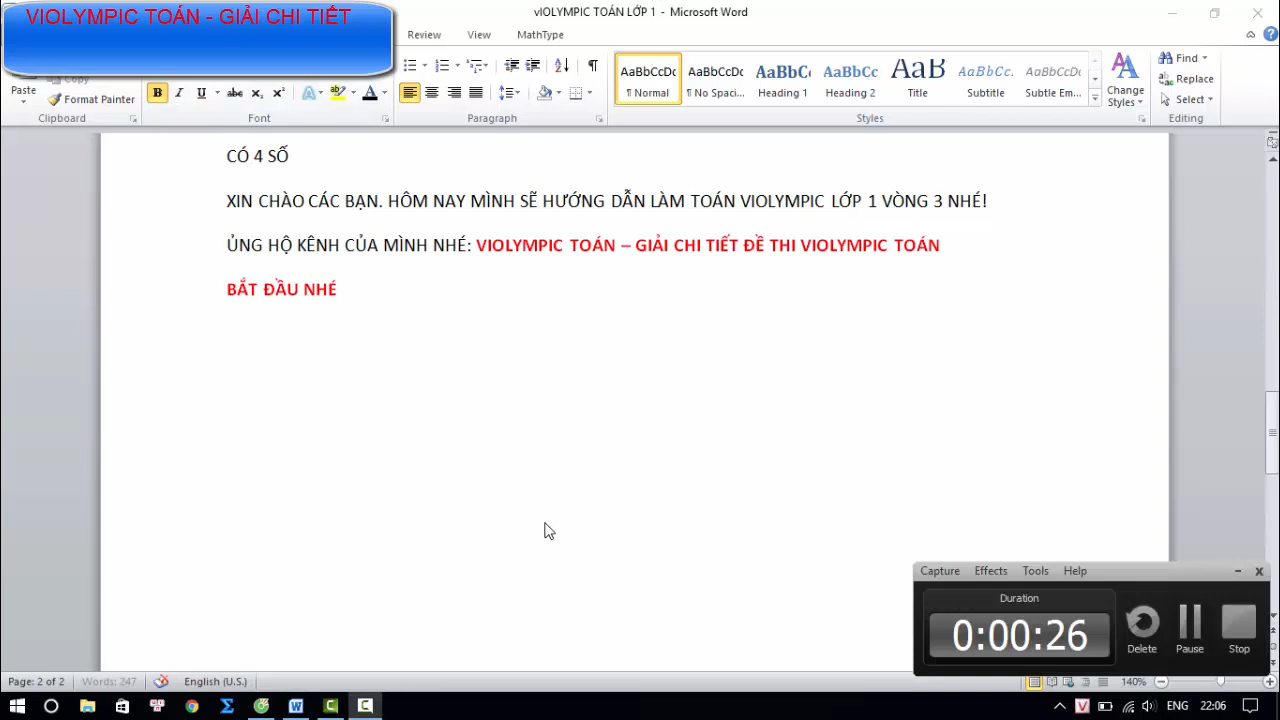 VIOLYMPIC TOÁN - GIẢI CHI TIẾT
vIOLYMPIC TOÁN LỚP 1 - Microsoft Word
Review View MathType
Paste
Copy
Format Painter
Clipboard
Font
Paragraph
AaBbCcDc AaBbCcDc AaBbC AaBbCc AaB AaBbCc. AaBbCcDc
¶ Normal ¶ No Spaci... Heading 1 Heading 2 Title Subtitle Subtle Em...
Change Styles
Styles
Find
Replace
Select
Editing
CÓ 4 SỐ
XIN CHÀO CÁC BẠN. HÔM NAY MÌNH SẼ HƯỚNG DẪN LÀM TOÁN VIOLYMPIC LỚP 1 VÒNG 3 NHÉ!
ỦNG HỘ KÊNH CỦA MÌNH NHÉ: VIOLYMPIC TOÁN – GIẢI CHI TIẾT ĐỀ THI VIOLYMPIC TOÁN
BẮT ĐẦU NHÉ
Capture Effects Tools Help
Duration
0:00:26
Delete Pause Stop
Page: 2 of 2 Words: 247 English (U.S.) 140%
ENG 22:06